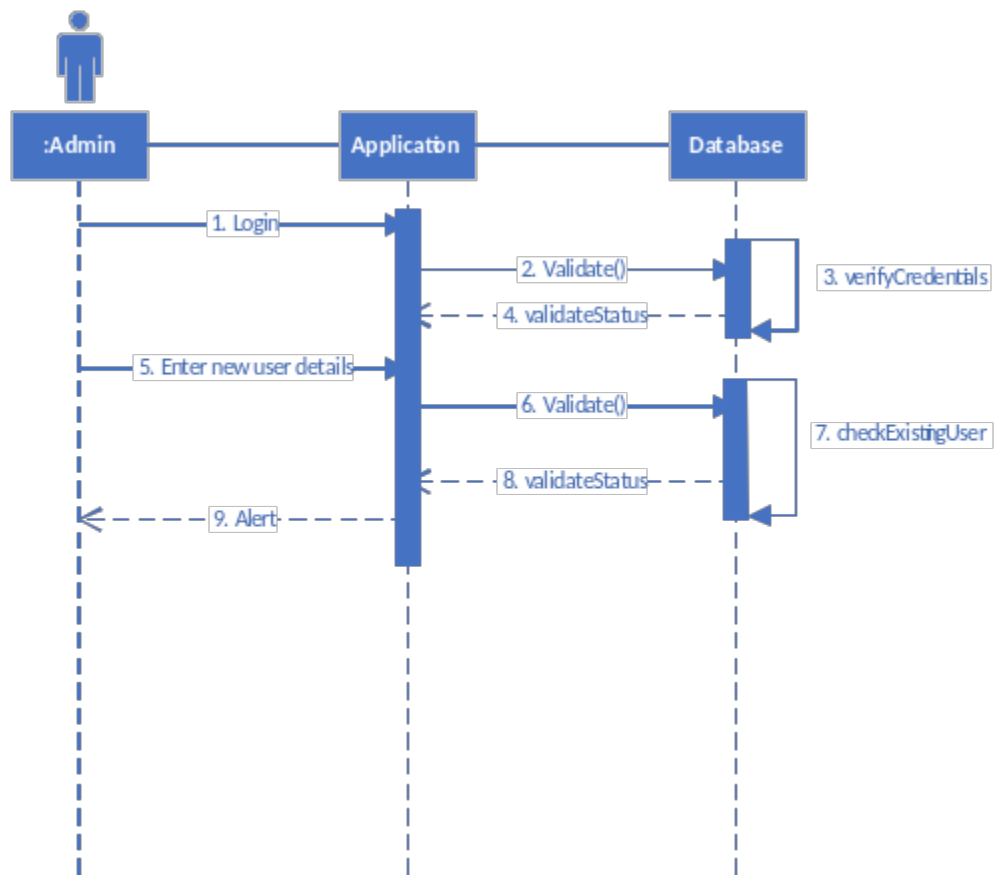 :Admin
Application
Database
1. Login
2. Validate()
3. verifyCredentials
4. validateStatus
5. Enter new user details
6. Validate()
7. checkExistingUser
8. validateStatus
9. Alert